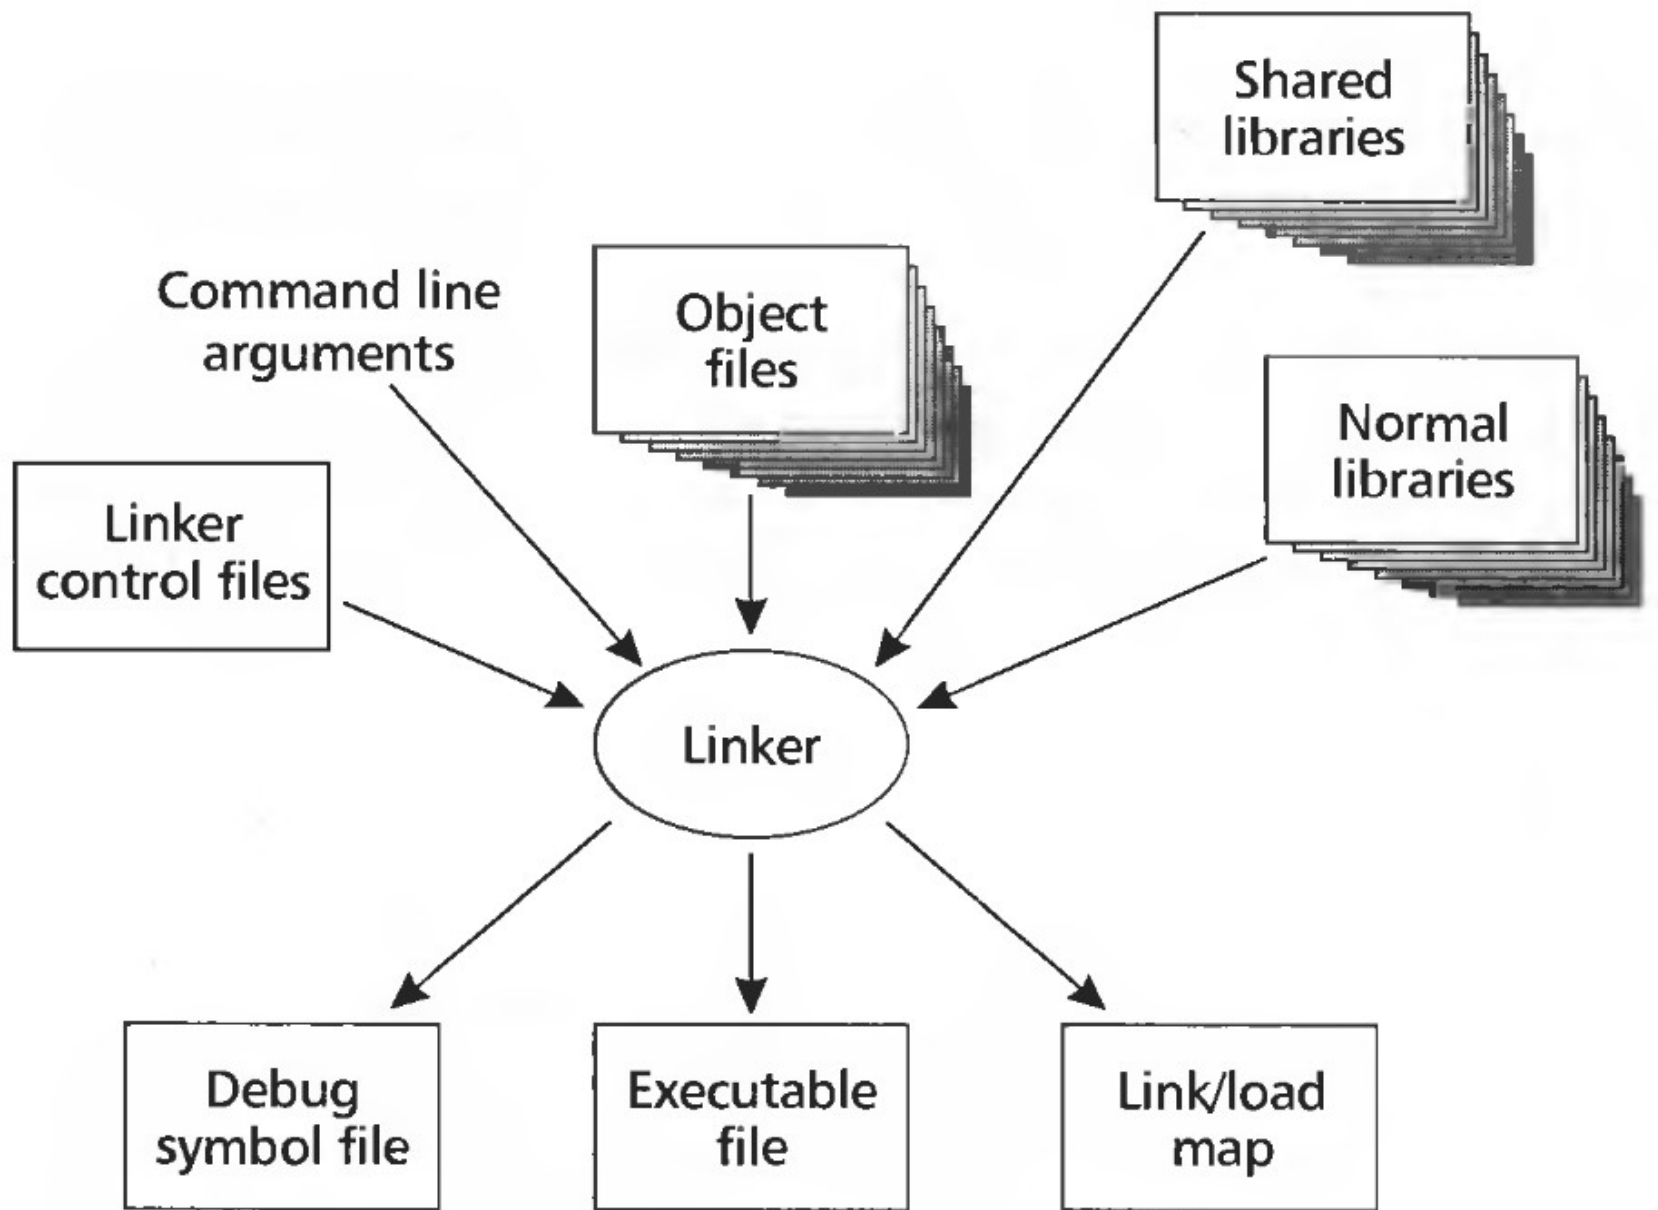 Shared
libraries
Command line
arguments
Object
files
Normal
libraries
Linker
control files
Linker
Debug
symbol file
Executable
file
Link/load
map